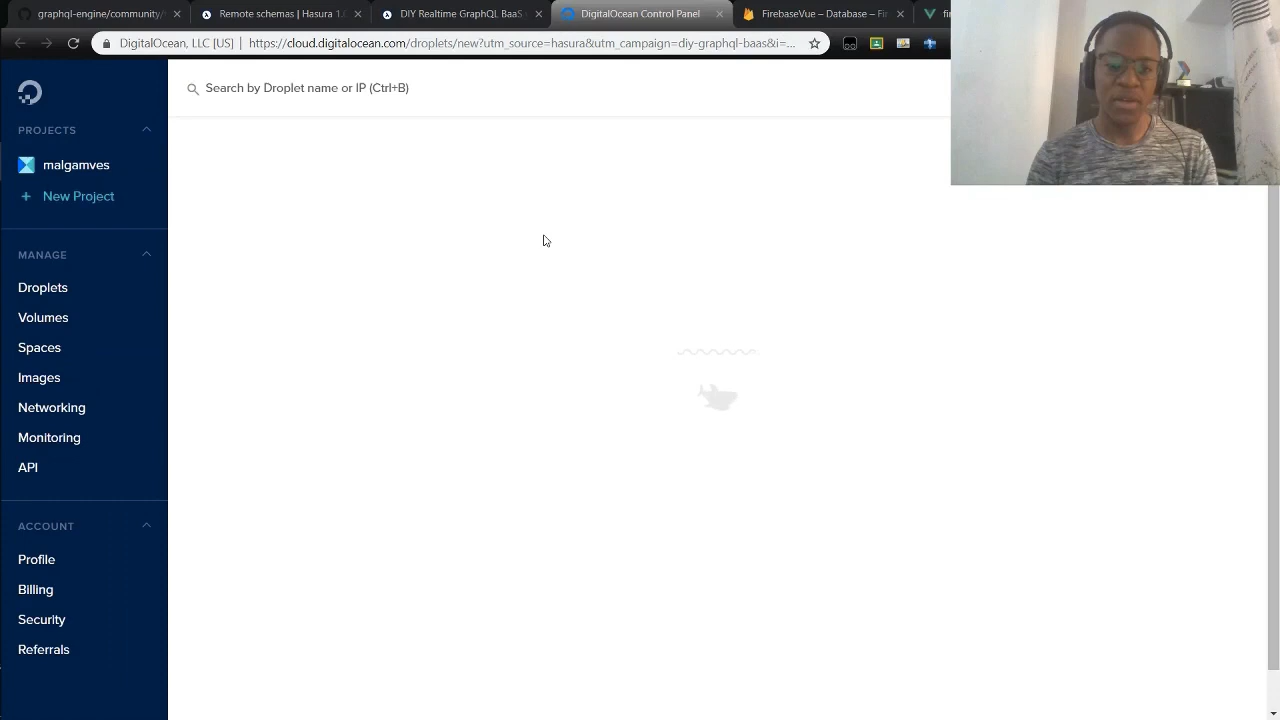 graphql-engine/community/
Remote schemas | Hasura 1.
DIY Realtime GraphQL BaaS
DigitalOcean Control Panel
FirebaseVue – Database – Fi
DigitalOcean, LLC [US]
https://cloud.digitalocean.com/droplets/new?utm_source=hasura&utm_campaign=diy-graphql-baas&i=...
Search by Droplet name or IP (Ctrl+B)
PROJECTS
malgamves
+ New Project
MANAGE
Droplets
Volumes
Spaces
Images
Networking
Monitoring
API
ACCOUNT
Profile
Billing
Security
Referrals